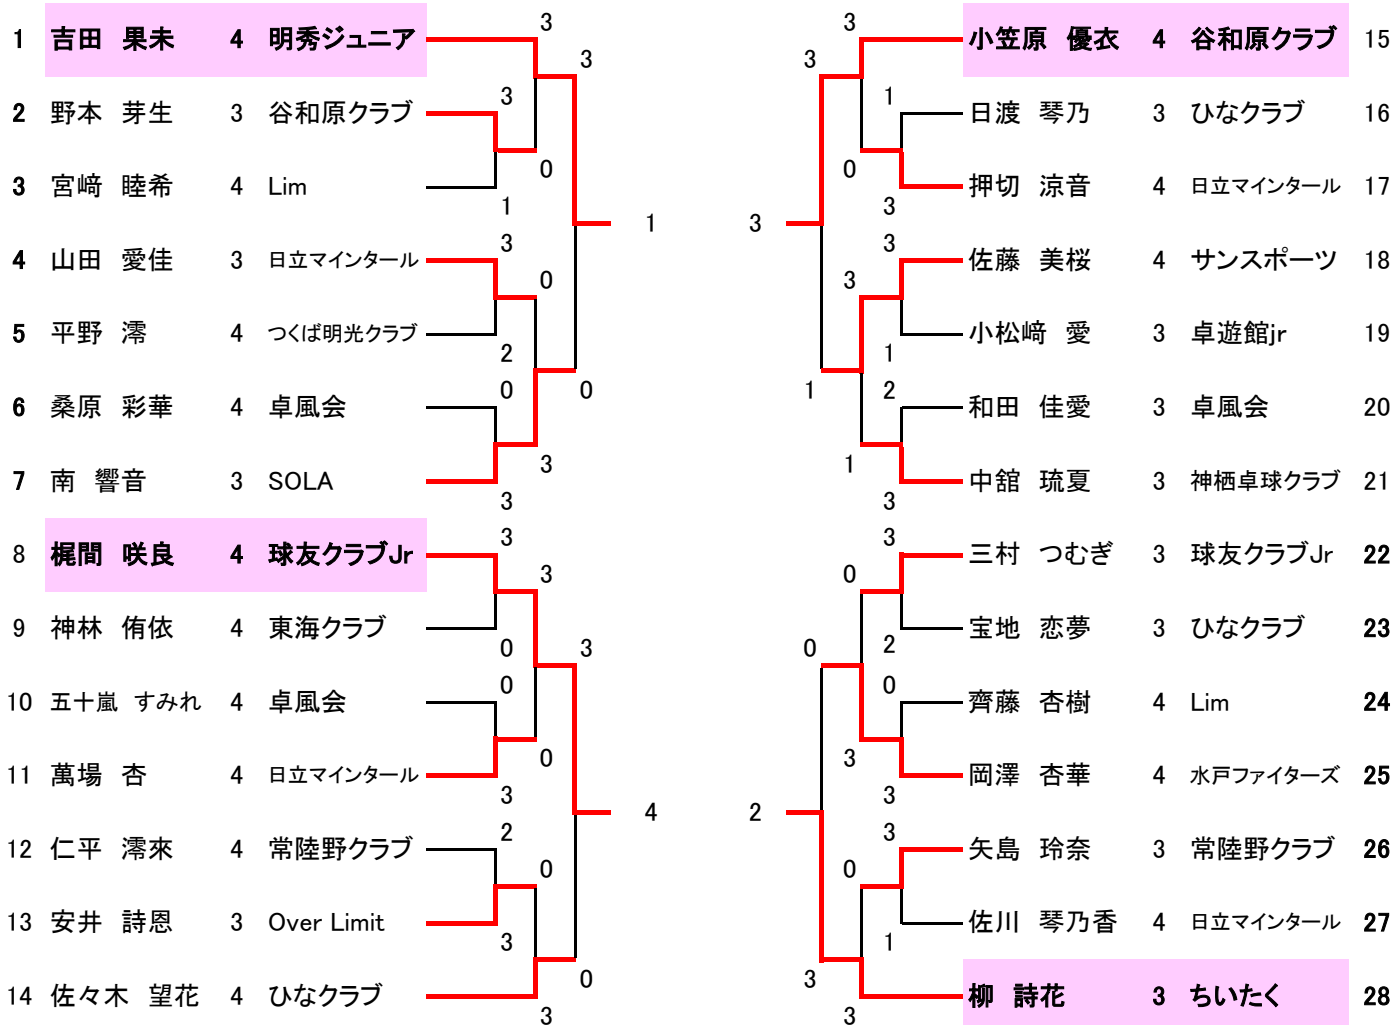 1 吉田 果未 4 明秀ジュニア 3 3 小笠原 優衣 4 谷和原クラブ 15
3 3
2 野本 芽生 3 谷和原クラブ 3 1 日渡 琴乃 3 ひなクラブ 16
0 0
3 宮﨑 睦希 4 Lim 押切 涼音 4 日立マインタール 17
1 3
1 3
4 山田 愛佳 3 日立マインタール 3 3 佐藤 美桜 4 サンスポーツ 18
0 3
5 平野 澪 4 つくば明光クラブ 小松﨑 愛 3 卓遊館jr 19
2 1
0 0 1 2
6 桑原 彩華 4 卓風会 和田 佳愛 3 卓風会 20
3 1
7 南 響音 3 SOLA 中舘 琉夏 3 神栖卓球クラブ 21
3 3
8 梶間 咲良 4 球友クラブJr 3 3 三村 つむぎ 3 球友クラブJr 22
3 0
9 神林 侑依 4 東海クラブ 宝地 恋夢 3 ひなクラブ 23
0 3 0 2
0 0
10 五十嵐 すみれ 4 卓風会 齊藤 杏樹 4 Lim 24
0 3
11 萬場 杏 4 日立マインタール 岡澤 杏華 4 水戸ファイターズ 25
3 3
4 2
12 仁平 澪來 4 常陸野クラブ 2 3 矢島 玲奈 3 常陸野クラブ 26
0 0
13 安井 詩恩 3 Over Limit 佐川 琴乃香 4 日立マインタール 27
3 1
0 3
14 佐々木 望花 4 ひなクラブ 柳 詩花 3 ちいたく 28
3 3